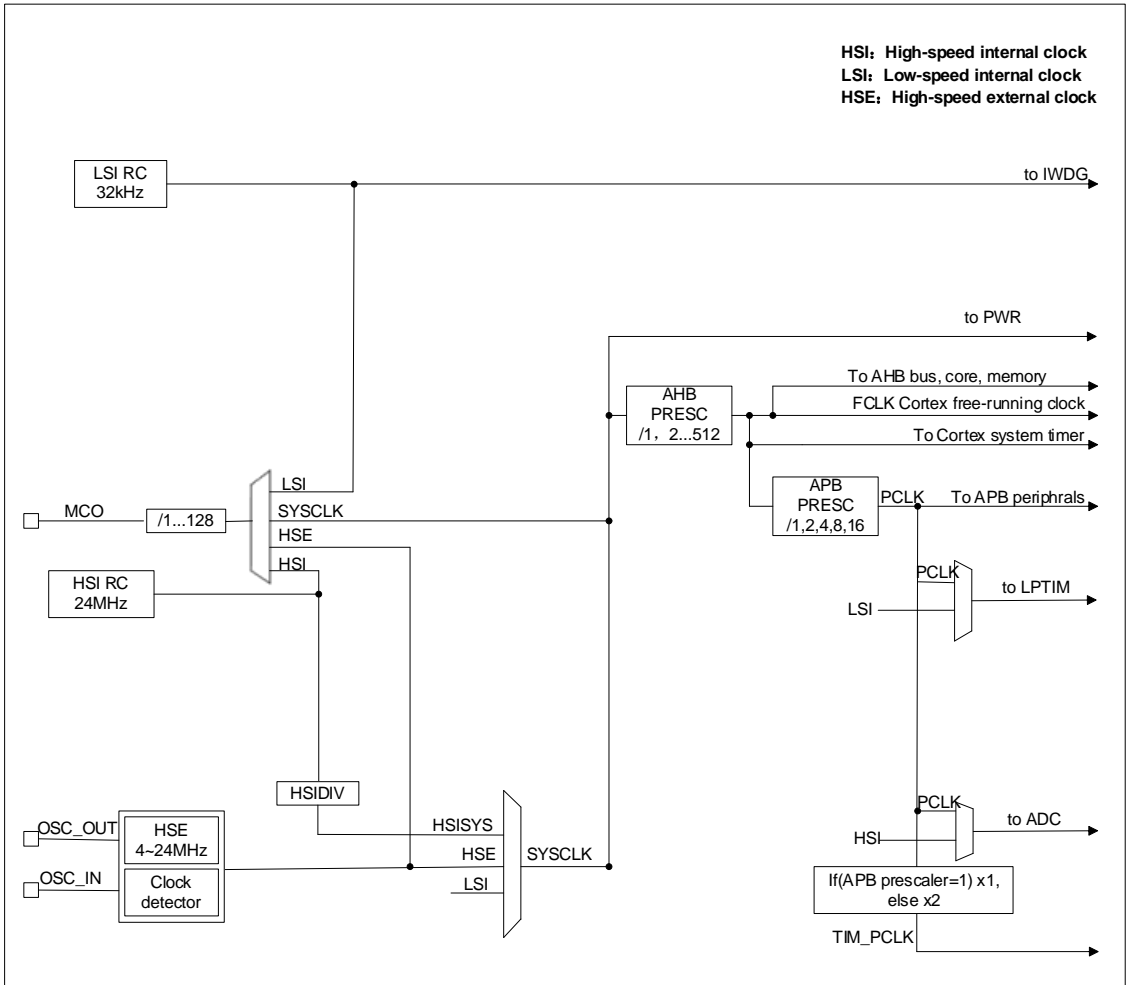 HSI：High-speed internal clock
LSI：Low-speed internal clock
HSE：High-speed external clock
LSI RC
32kHz
to IWDG
to PWR
To AHB bus, core, memory
AHB
PRESC
/1，2...512
FCLK Cortex free-running clock
To Cortex system timer
LSI
APB
PRESC
/1,2,4,8,16
PCLK
To APB periphrals
MCO
/1...128
SYSCLK
HSE
HSI
HSI RC
24MHz
PCLK
to LPTIM
LSI
HSIDIV
OSC_OUT
HSE
4~24MHz
HSISYS
PCLK
to ADC
HSI
HSE
SYSCLK
OSC_IN
Clock
detector
LSI
If(APB prescaler=1) x1,
else x2
TIM_PCLK